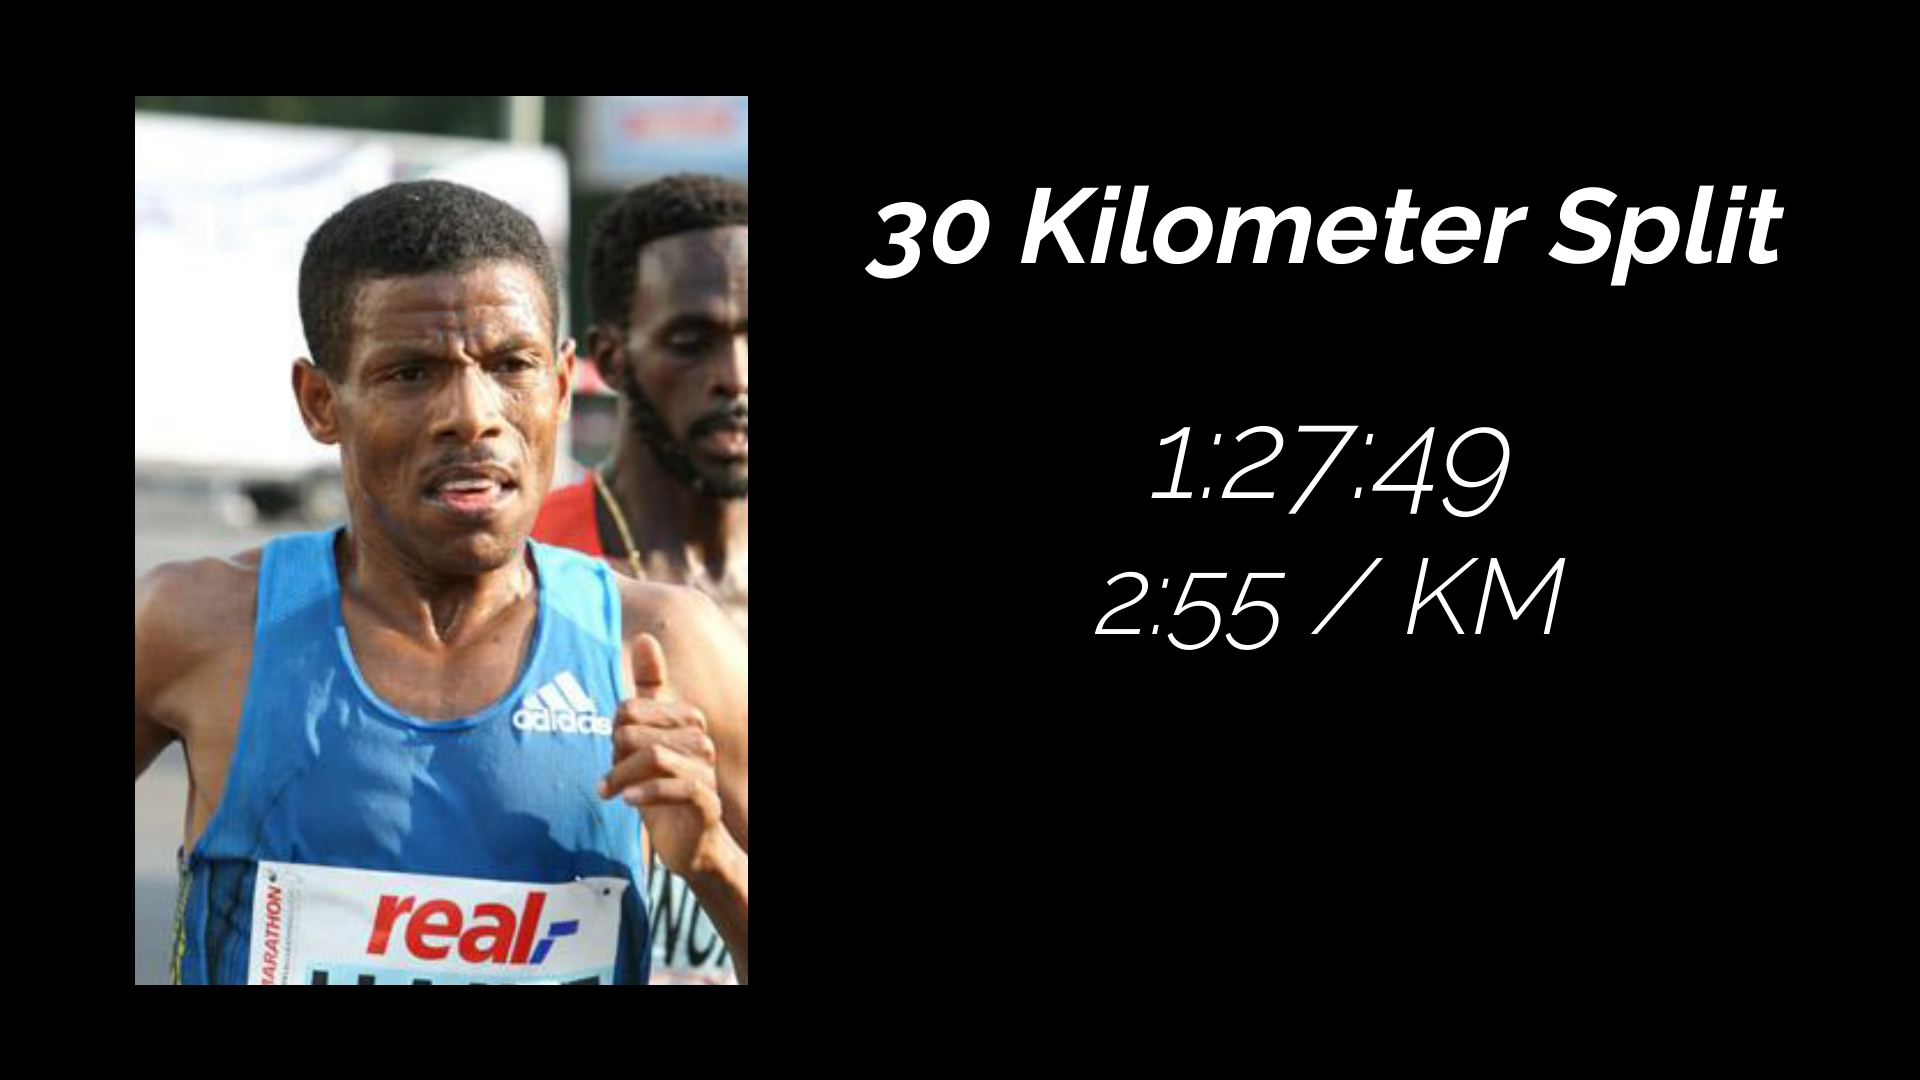 30 Kilometer Split
1:27:49
2:55 / KM
adidas
real,-
MARATHON